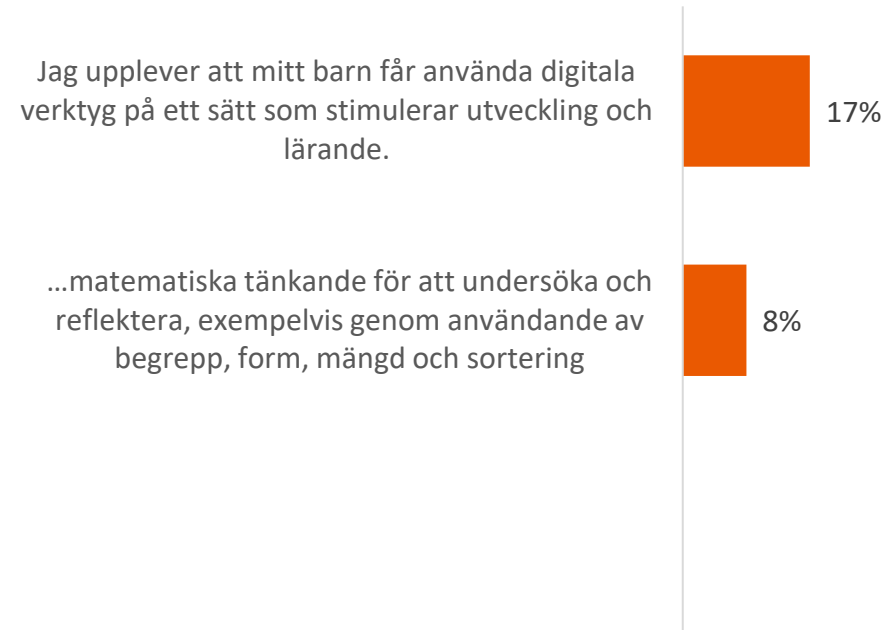 Jag upplever att mitt barn får använda digitala
verktyg på ett sätt som stimulerar utveckling och
lärande.
17%
...matematiska tänkande för att undersöka och
reflektera, exempelvis genom användande av
begrepp, form, mängd och sortering
8%